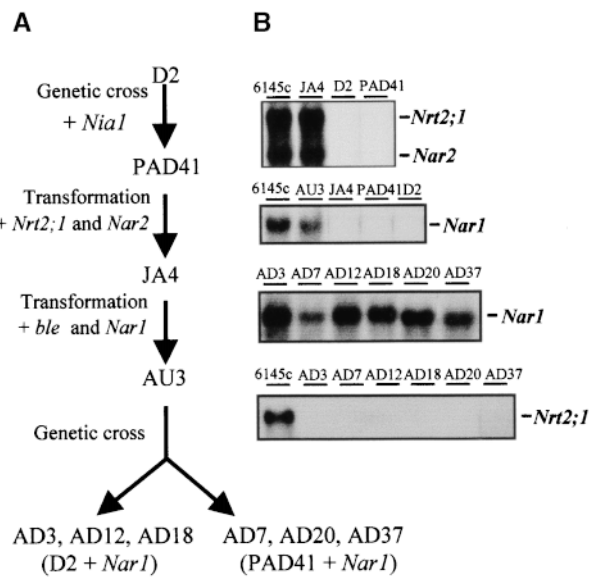 A
D2
Genetic cross
+ Nia1
PAD41
Transformation
+ Nrt2;1 and Nar2
JA4
Transformation
+ ble and Nar1
AU3
Genetic cross
AD3, AD12, AD18
(D2 + Nar1)
AD7, AD20, AD37
(PAD41 + Nar1)
B
6145c JA4 D2 PAD41
-Nrt2;1
-Nar2
6145c AU3 JA4 PAD41 D2
-Nar1
AD3 AD7 AD12 AD18 AD20 AD37
-Nar1
6145c AD3 AD7 AD12 AD18 AD20 AD37
-Nrt2;1